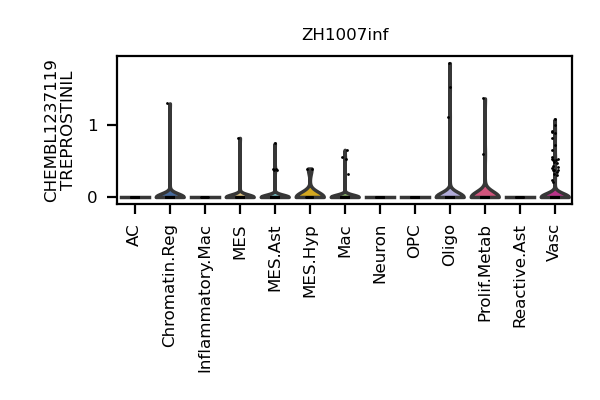 ZH1007inf
CHEMBL1237119
TREPROSTINIL
1
0
AC
Chromatin.Reg
Inflammatory.Mac
MES
MES.Ast
MES.Hyp
Mac
Neuron
OPC
Oligo
Prolif.Metab
Reactive.Ast
Vasc